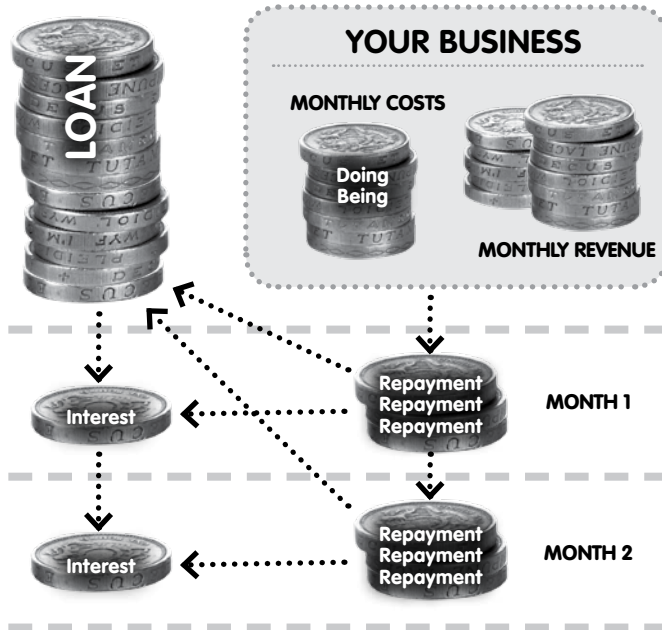 LOAN
YOUR BUSINESS
MONTHLY COSTS
Doing
Being
MONTHLY REVENUE
Repayment
Repayment
Repayment
Interest
MONTH 1
Repayment
Repayment
Repayment
Interest
MONTH 2